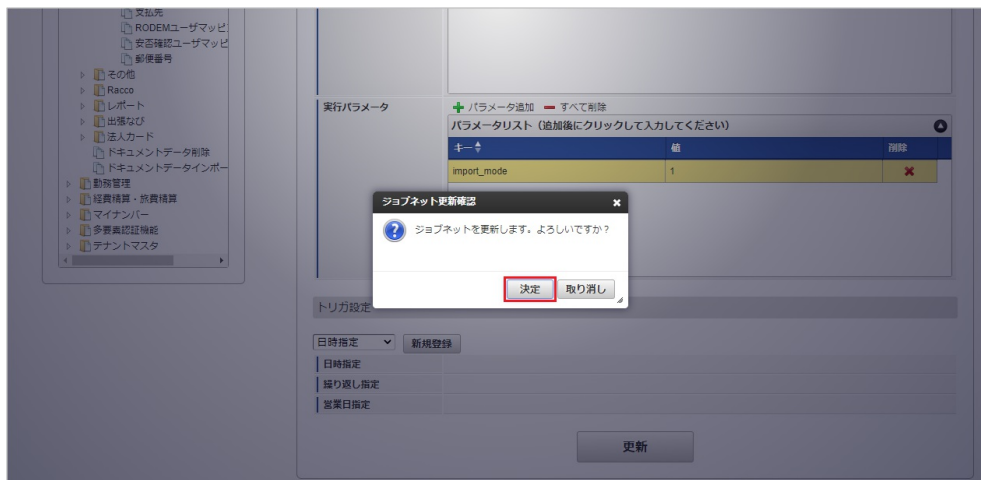 支払先
RODEMユーザマッピ
安否確認ユーザマッピ
郵便番号
その他
Racco
レポート
出張なび
法人カード
ドキュメントデータ削除
ドキュメントデータインポー
勤務管理
経費精算・旅費精算
マイナンバー
多要素認証機能
テナントマスタ
実行パラメータ
パラメータ追加 すべて削除
パラメータリスト（追加後にクリックして入力してください）
キー 値 削除
import_mode 1
ジョブネット更新確認
ジョブネットを更新します。よろしいですか？
決定 取り消し
トリガ設定
日時指定 新規登録
日時指定
繰り返し指定
営業日指定
更新